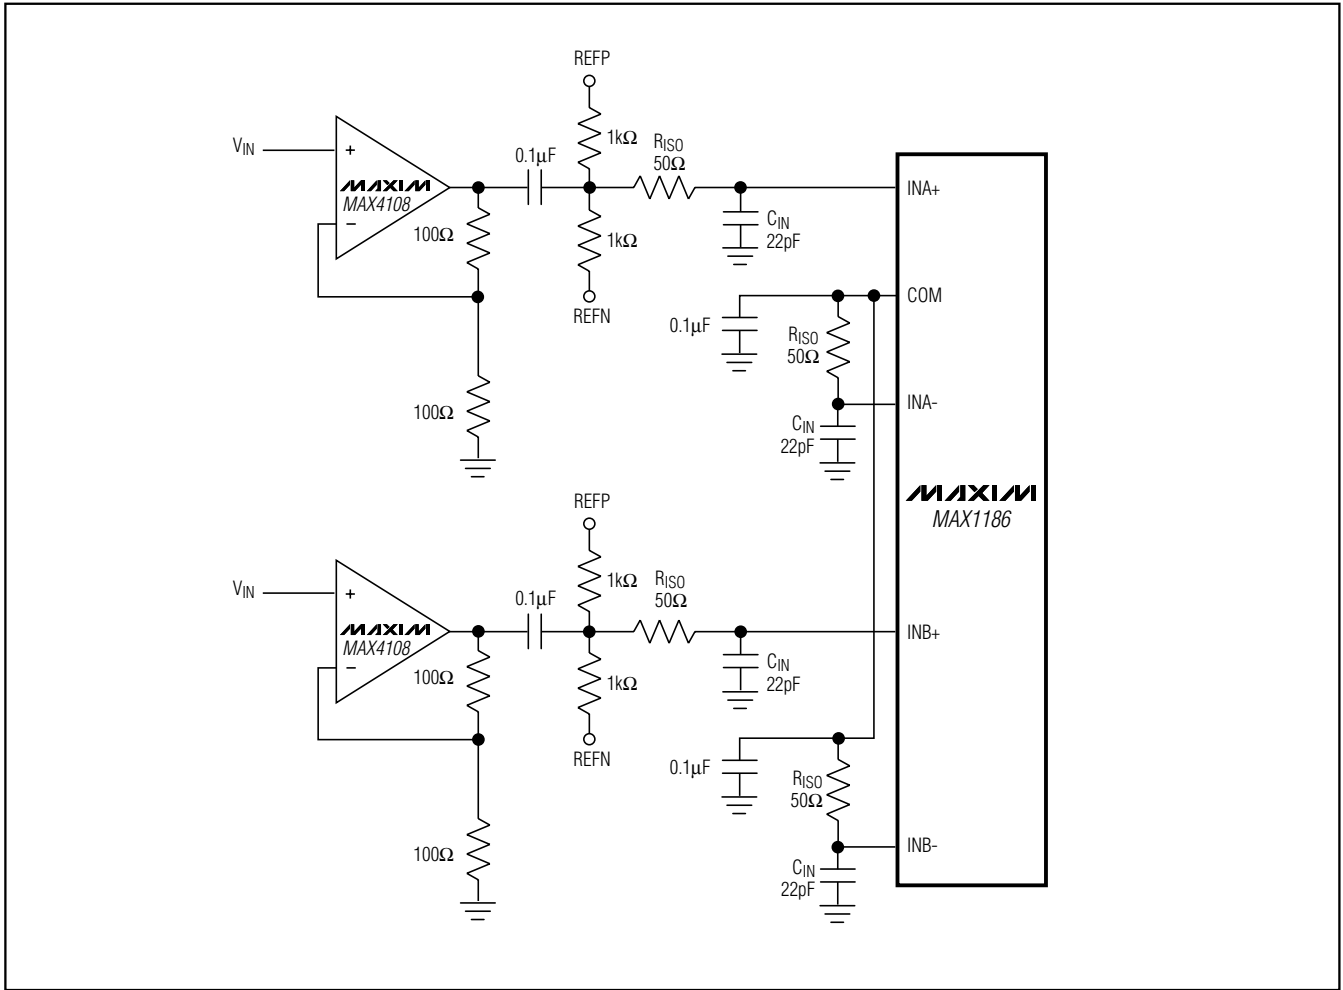 REFP
1kΩ
RISO
50Ω
0.1μF
VIN
+
MAXIM
MAX4108
−
100Ω
1kΩ
REFN
CIN
22pF
INA+
100Ω
COM
0.1μF
RISO
50Ω
INA-
CIN
22pF
MAXIM
MAX1186
REFP
1kΩ
RISO
50Ω
0.1μF
VIN
+
MAXIM
MAX4108
−
100Ω
1kΩ
REFN
CIN
22pF
INB+
100Ω
0.1μF
RISO
50Ω
INB-
CIN
22pF